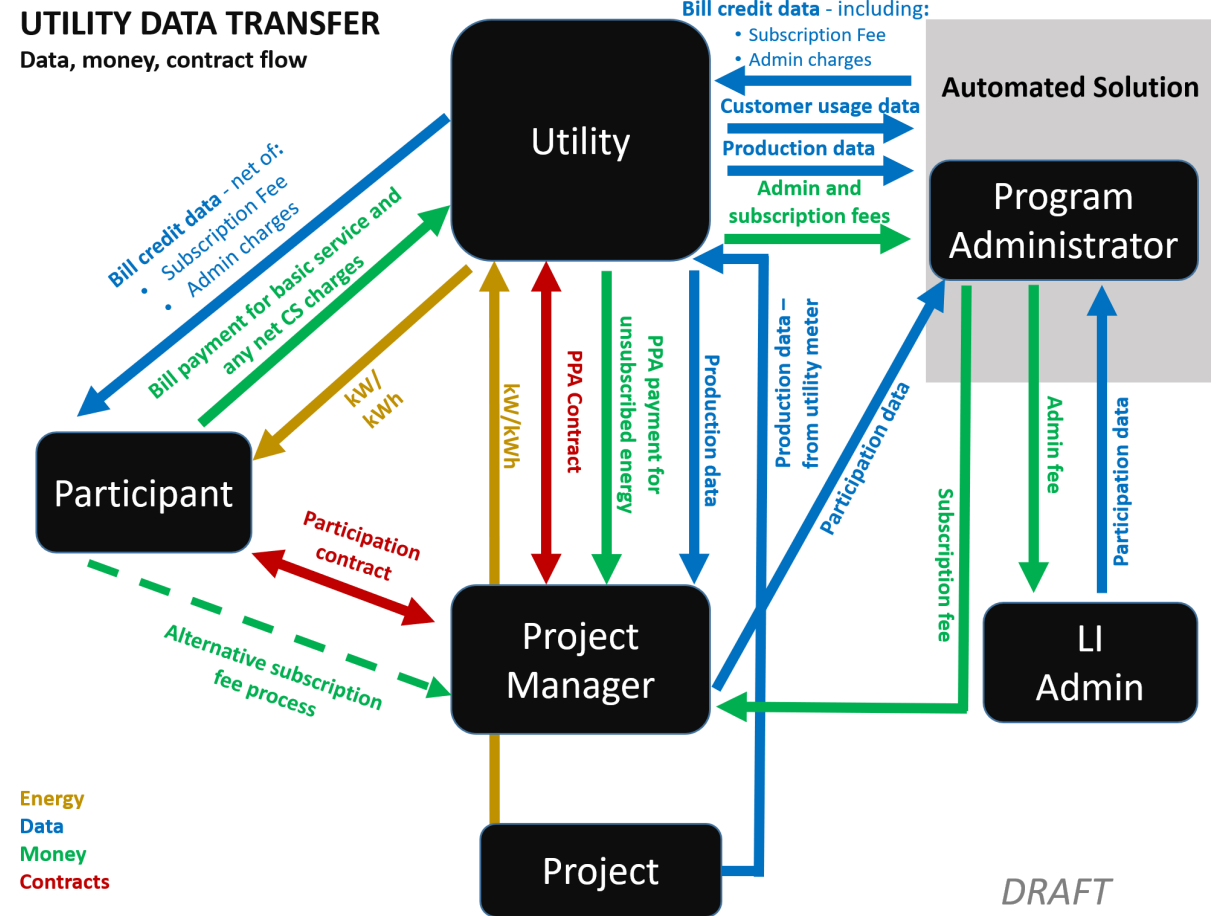 UTILITY DATA TRANSFER
Data, money, contract flow
Bill credit data - including:
• Subscription Fee
• Admin charges
Automated Solution
Customer usage data
Production data
Admin and
subscription fees
Utility
Program
Administrator
Bill credit data - net of:
• Subscription Fee
• Admin charges
Bill payment for basic service and
any net CS charges
kW/
kWh
kW/kWh
PPA Contract
PPA payment for
unsubscribed energy
Production data
Production data –
from utility meter
Participation data
Subscription fee
Admin fee
Participation data
Participant
Participation
contract
Alternative subscription
fee process
Project
Manager
LI
Admin
Project
Energy
Data
Money
Contracts
DRAFT